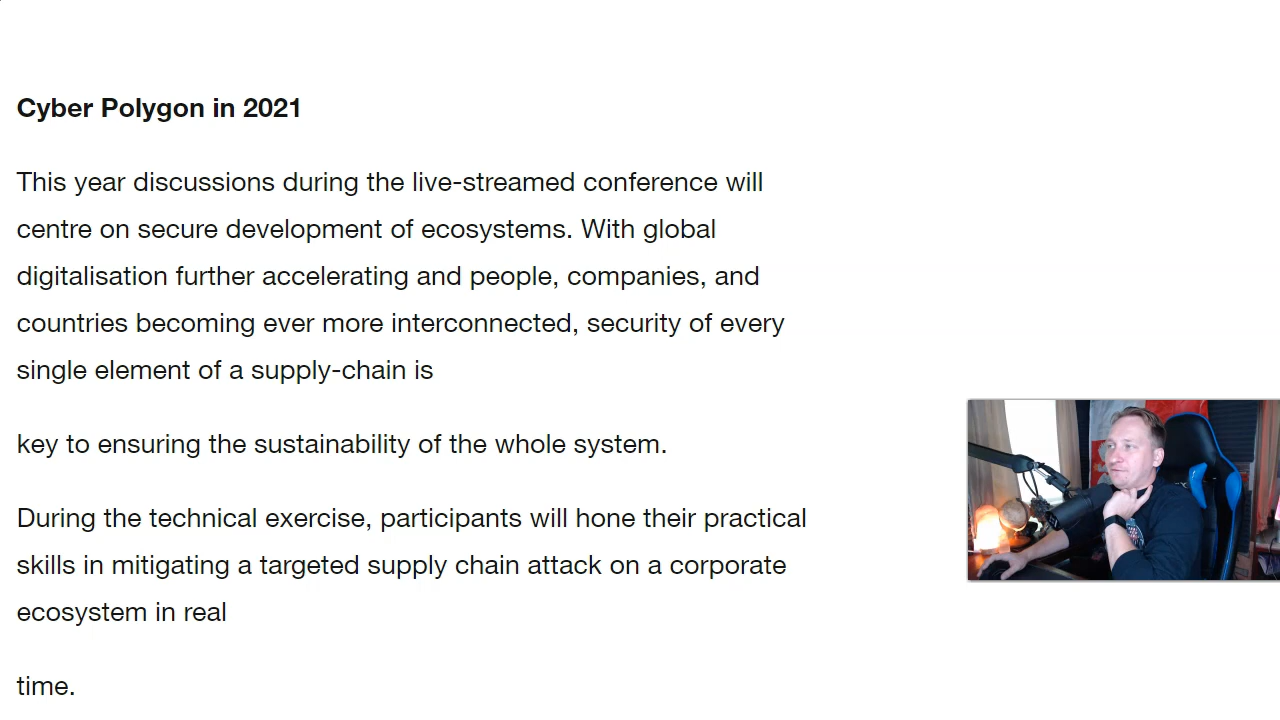 Cyber Polygon in 2021
This year discussions during the live-streamed conference will
centre on secure development of ecosystems. With global
digitalisation further accelerating and people, companies, and
countries becoming ever more interconnected, security of every
single element of a supply-chain is
key to ensuring the sustainability of the whole system.
During the technical exercise, participants will hone their practical
skills in mitigating a targeted supply chain attack on a corporate
ecosystem in real
time.